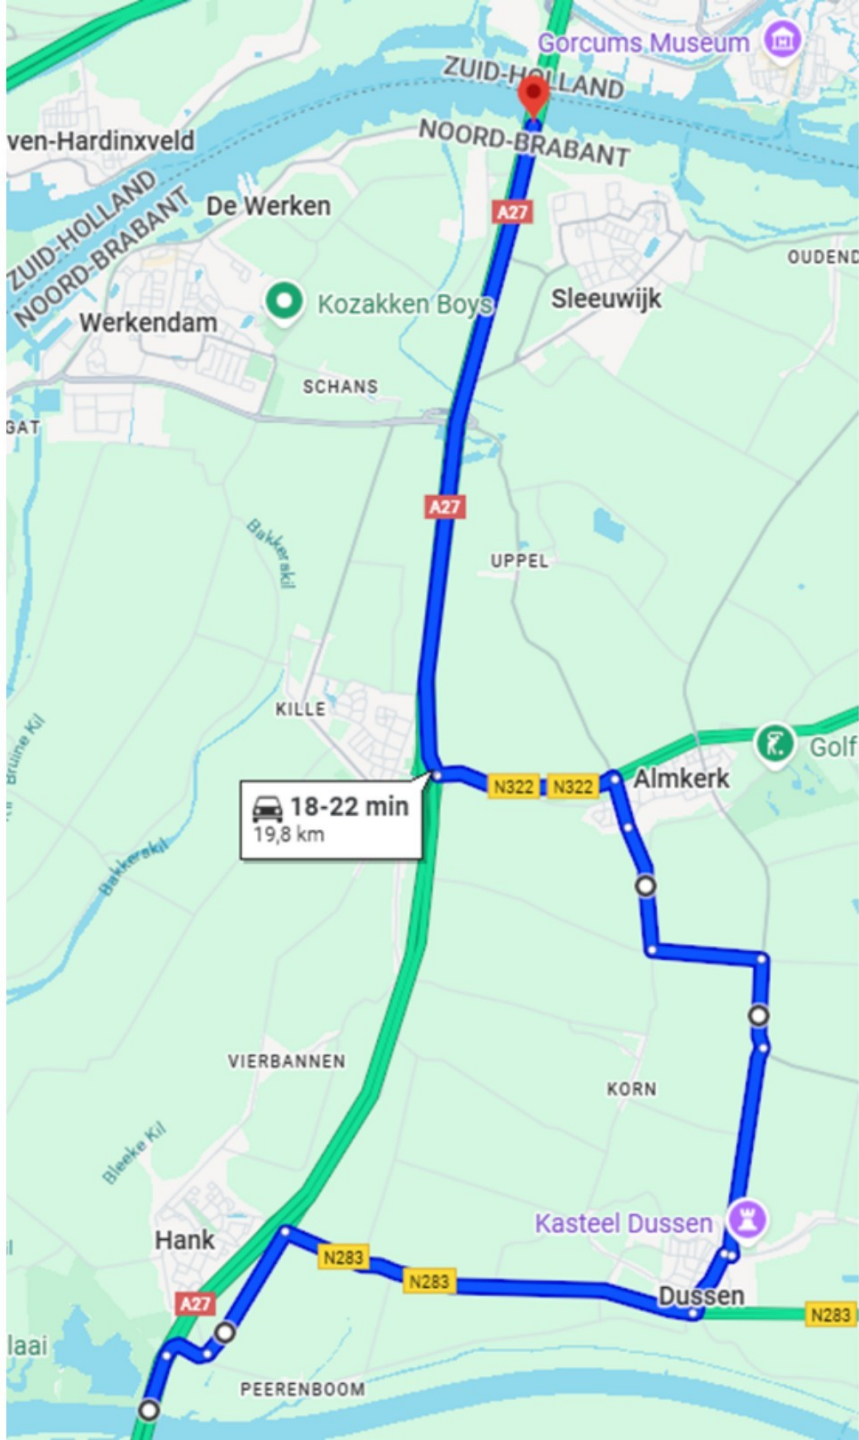 Gorcums Museum
ZUID-HOLLAND
NOORD-BRABANT
ven-Hardinxveld
ZUID-HOLLAND
NOORD-BRABANT
De Werken
A27
OUDEND
Sleeuwijk
Kozakken Boys
Werkendam
SCHANS
GAT
A27
Bakkerskil
UPPEL
KILLE
Bruine Kil
Golf
Almkerk
N322
N322
18-22 min
19,8 km
Bakkerskil
VIERBANNEN
KORN
Bleeke Kil
Kasteel Dussen
Hank
N283
N283
Dussen
A27
N283
laai
PEERENBOOM